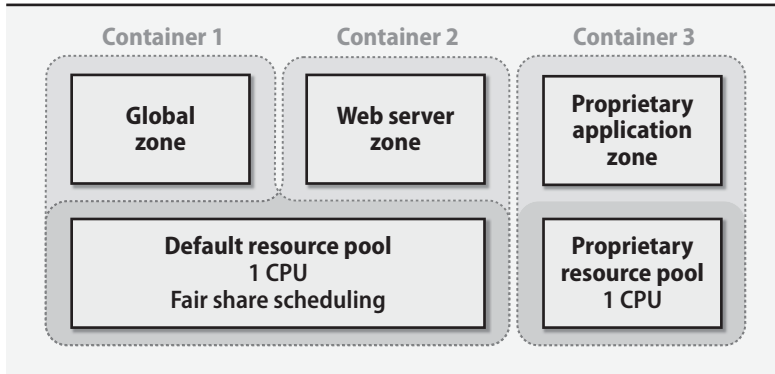 Container 1
Container 2
Container 3
Global
zone
Web server
zone
Proprietary
application
zone
Default resource pool
1 CPU
Fair share scheduling
Proprietary
resource pool
1 CPU